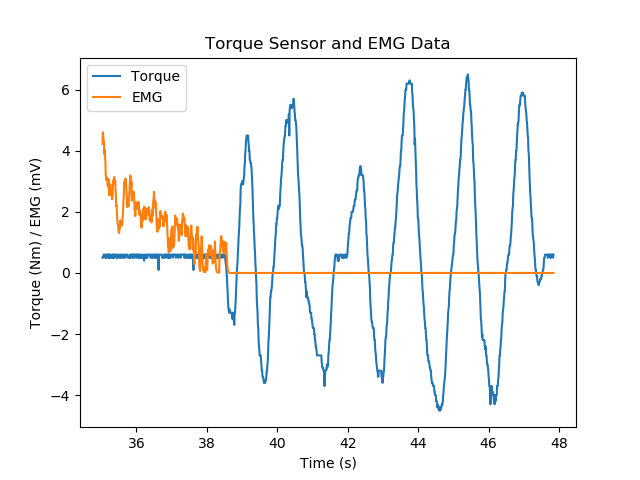 Torque Sensor and EMG Data
Torque
EMG
Torque (Nm) / EMG (mV)
6
4
2
0
−2
−4
36 38 40 42 44 46 48
Time (s)